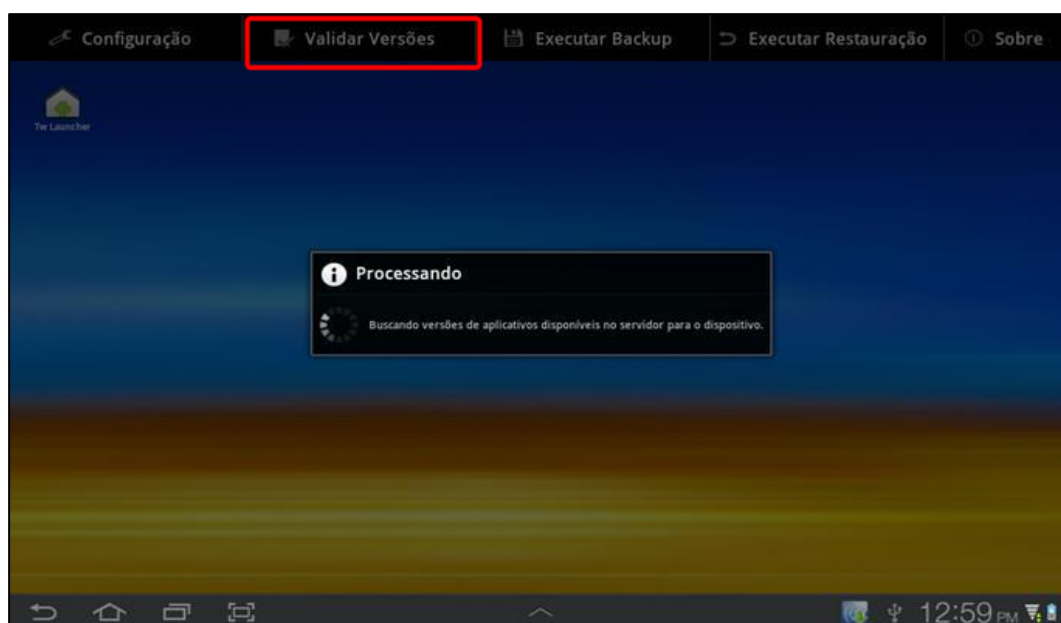 Configuração
Validar Versões
Executar Backup
Executar Restauração
Sobre
Tw Launcher
Processando
Buscando versões de aplicativos disponíveis no servidor para o dispositivo.
12:59 PM